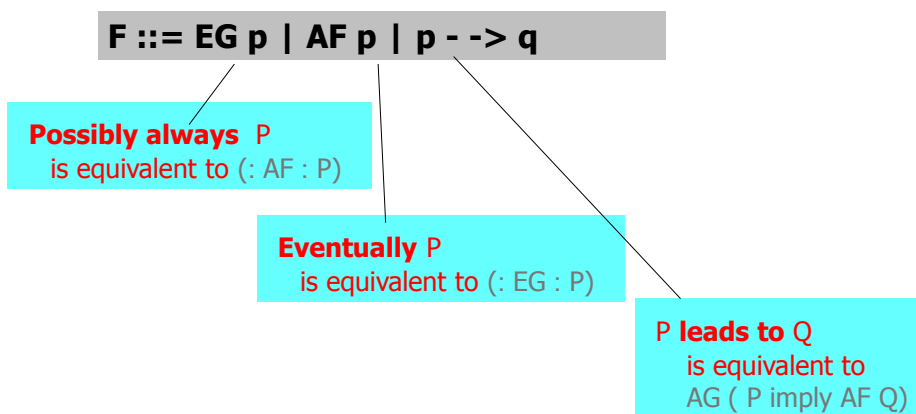 F ::= EG p | AF p | p - -> q
Possibly always P
is equivalent to (: AF : P)
Eventually P
is equivalent to (: EG : P)
P leads to Q
is equivalent to
AG ( P imply AF Q)